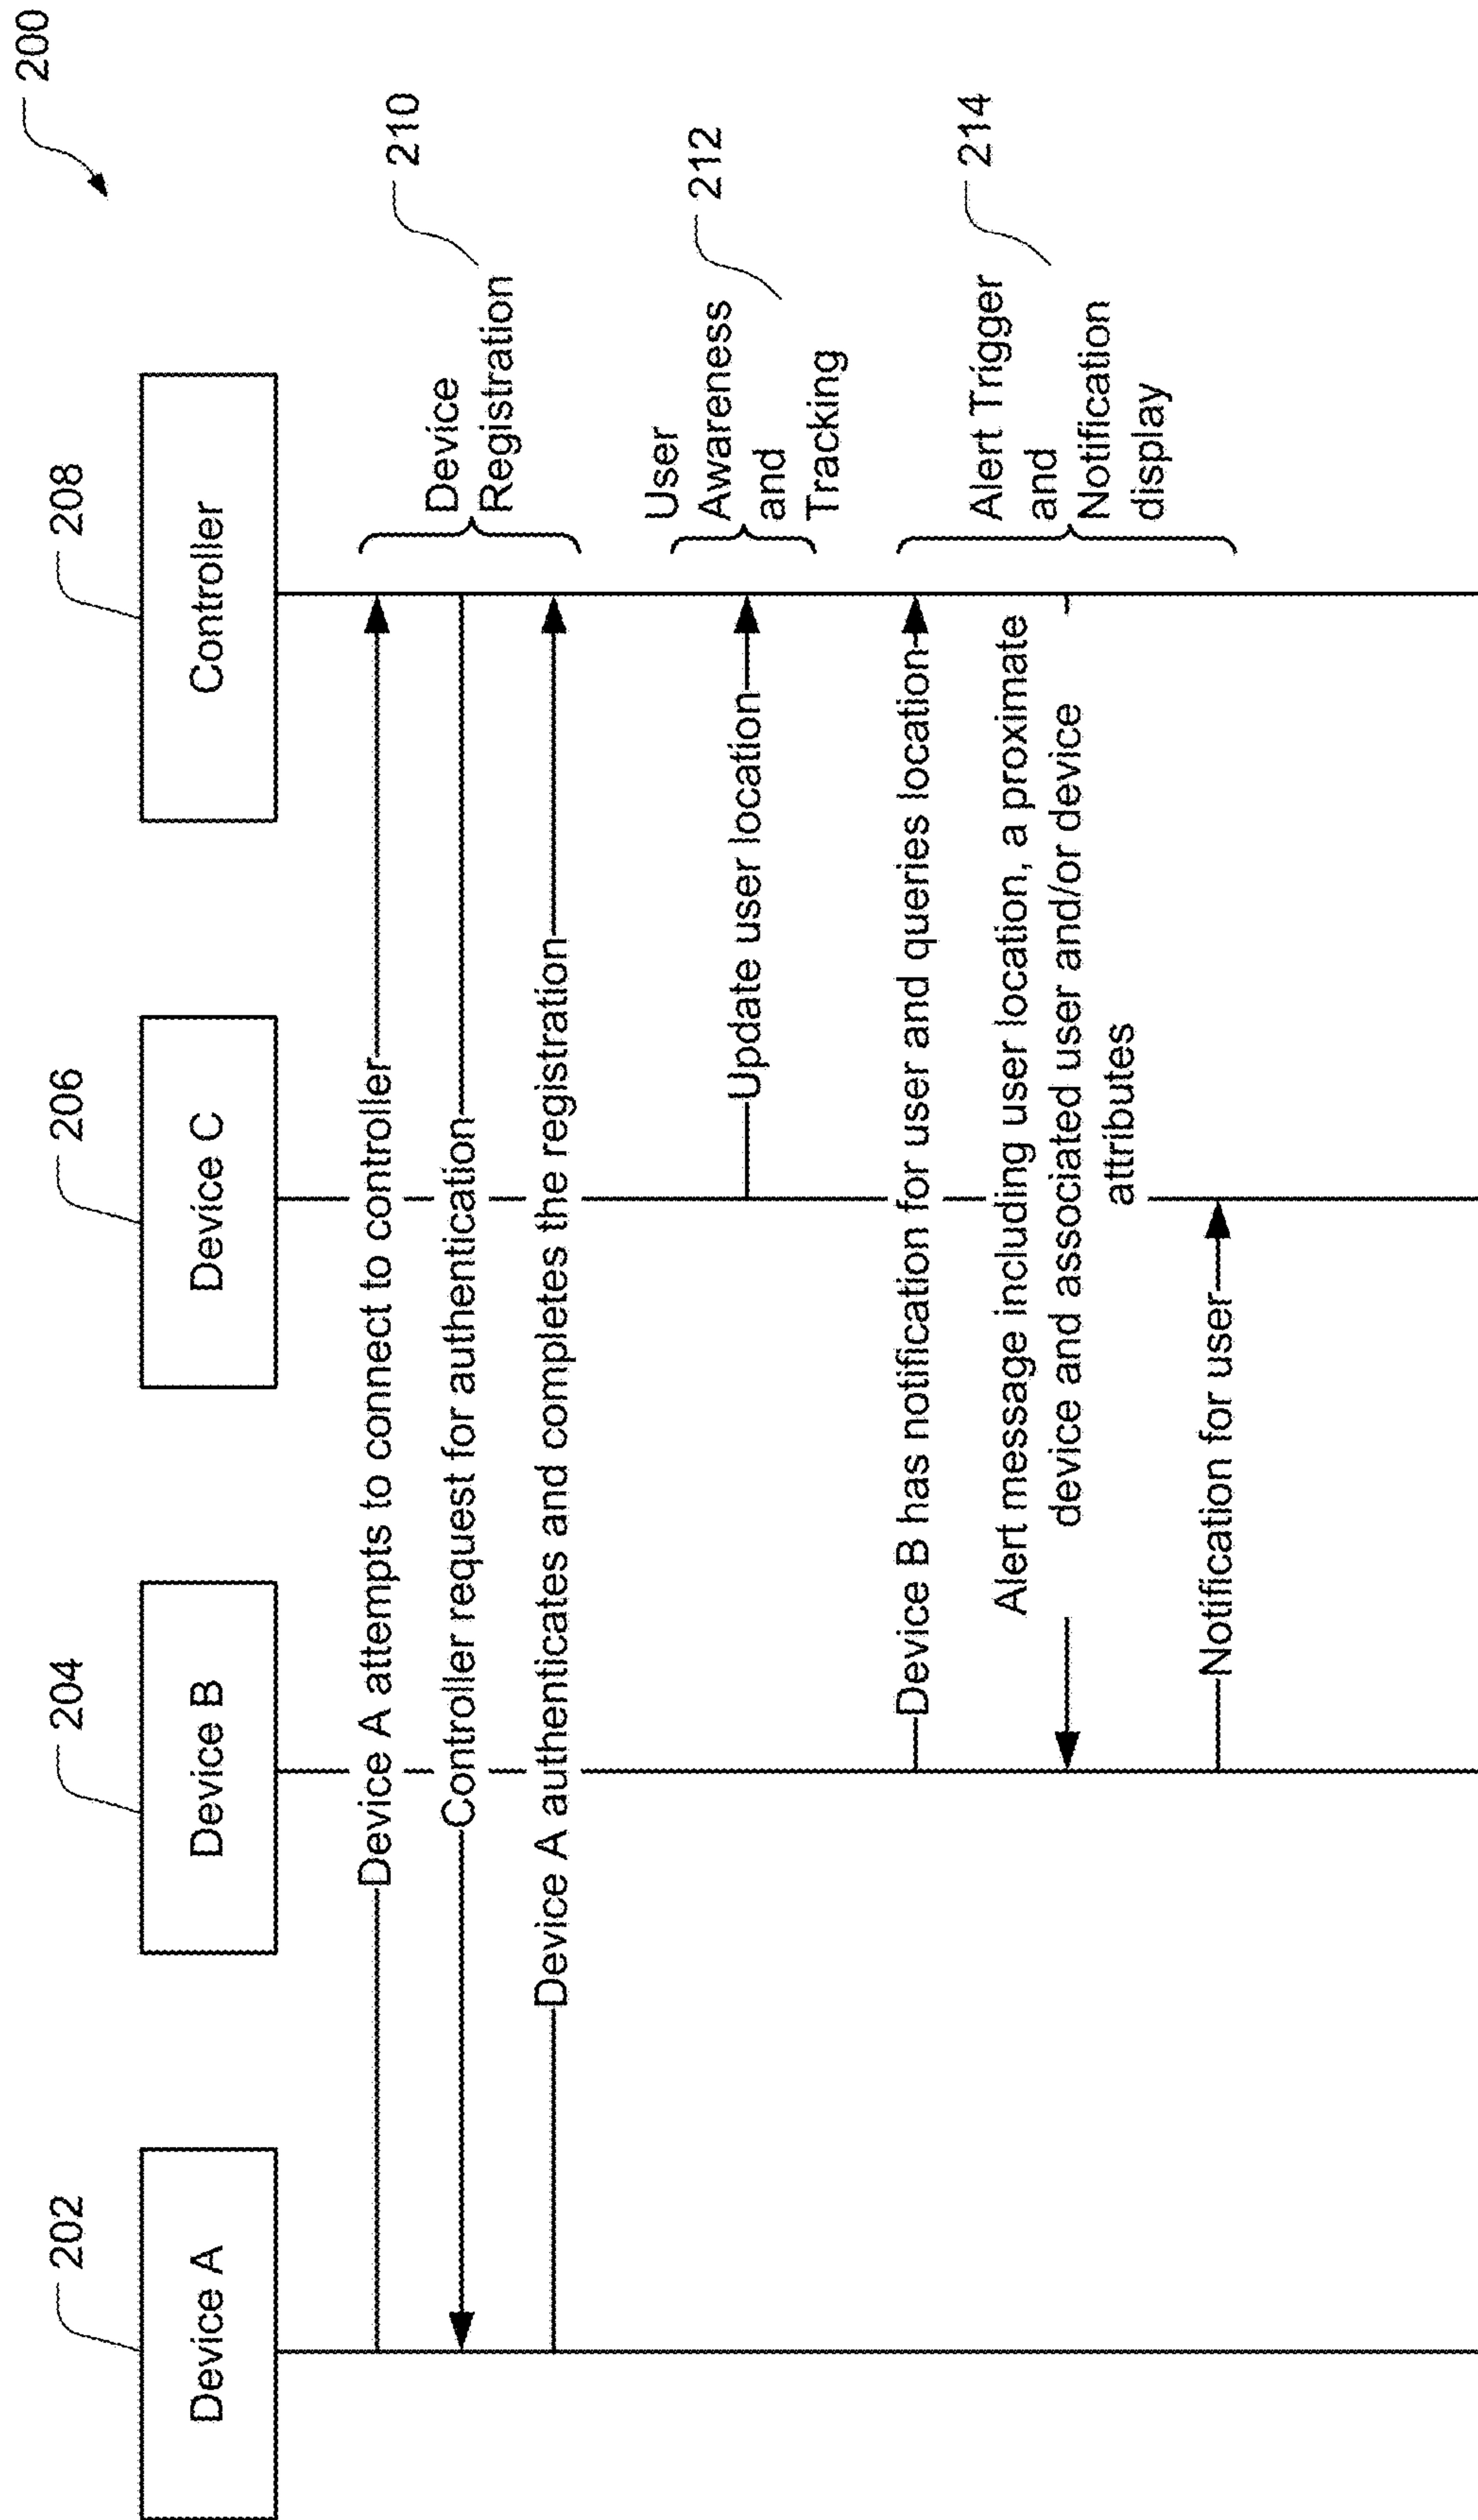 200
202
204
206
208
Device A
Device B
Device C
Controller
Device A attempts to connect to controller
Controller request for authentication
Device A authenticates and completes the registration
Device
Registration
210
Update user location
User
Awareness
and
Tracking
212
Device B has notification for user and queries location
Alert message including user location, a proximate
device and associated user and/or device
attributes
Notification for user
Alert Trigger
and
Notification
display
214